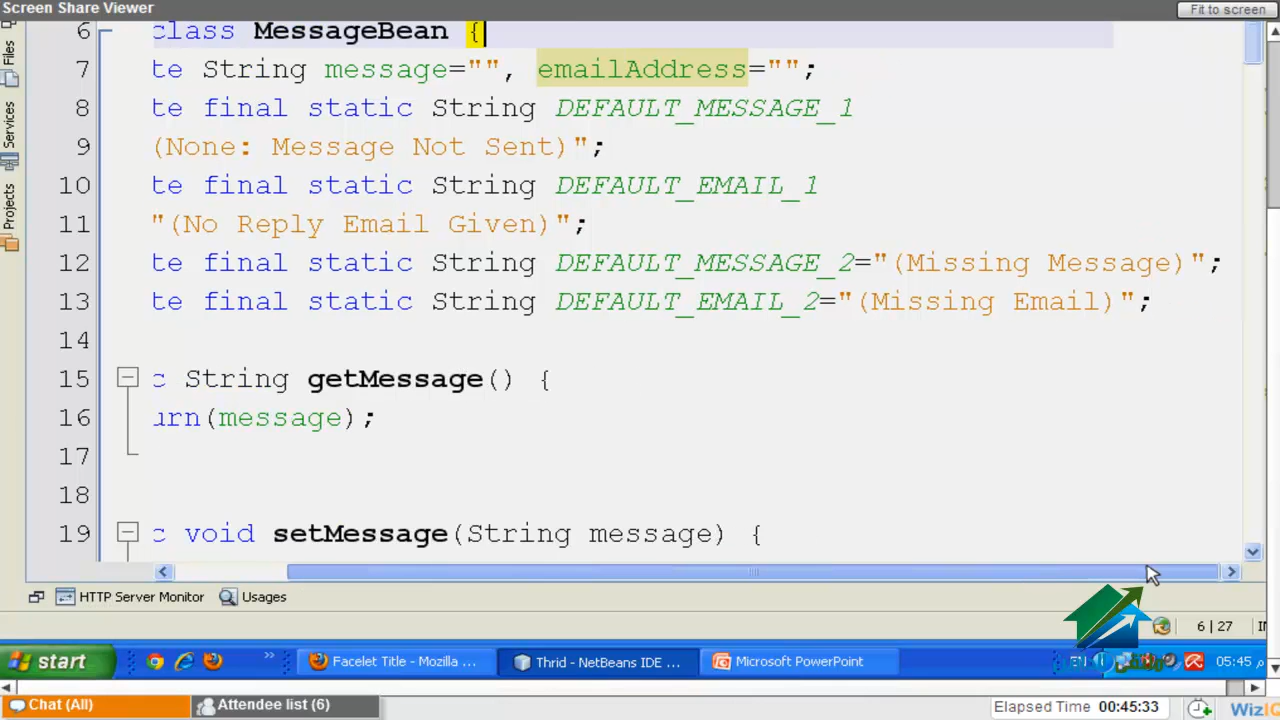 Screen Share Viewer
Fit to screen
6 class MessageBean {
7 te String message="", emailAddress="";
8 te final static String DEFAULT_MESSAGE_1
9 (None: Message Not Sent)";
10 te final static String DEFAULT_EMAIL_1
11 "(No Reply Email Given)";
12 te final static String DEFAULT_MESSAGE_2="(Missing Message)";
13 te final static String DEFAULT_EMAIL_2="(Missing Email)";
14
15 c String getMessage() {
16 urn(message);
17
18
19 c void setMessage(String message) {
Files
Services
Projects
HTTP Server Monitor Usages
6 | 27
start Facelet Title - Mozilla ... Thrid - NetBeans IDE ... Microsoft PowerPoint EN 05:45 م
Chat (All) Attendee list (6) Elapsed Time 00:45:33 WizIQ